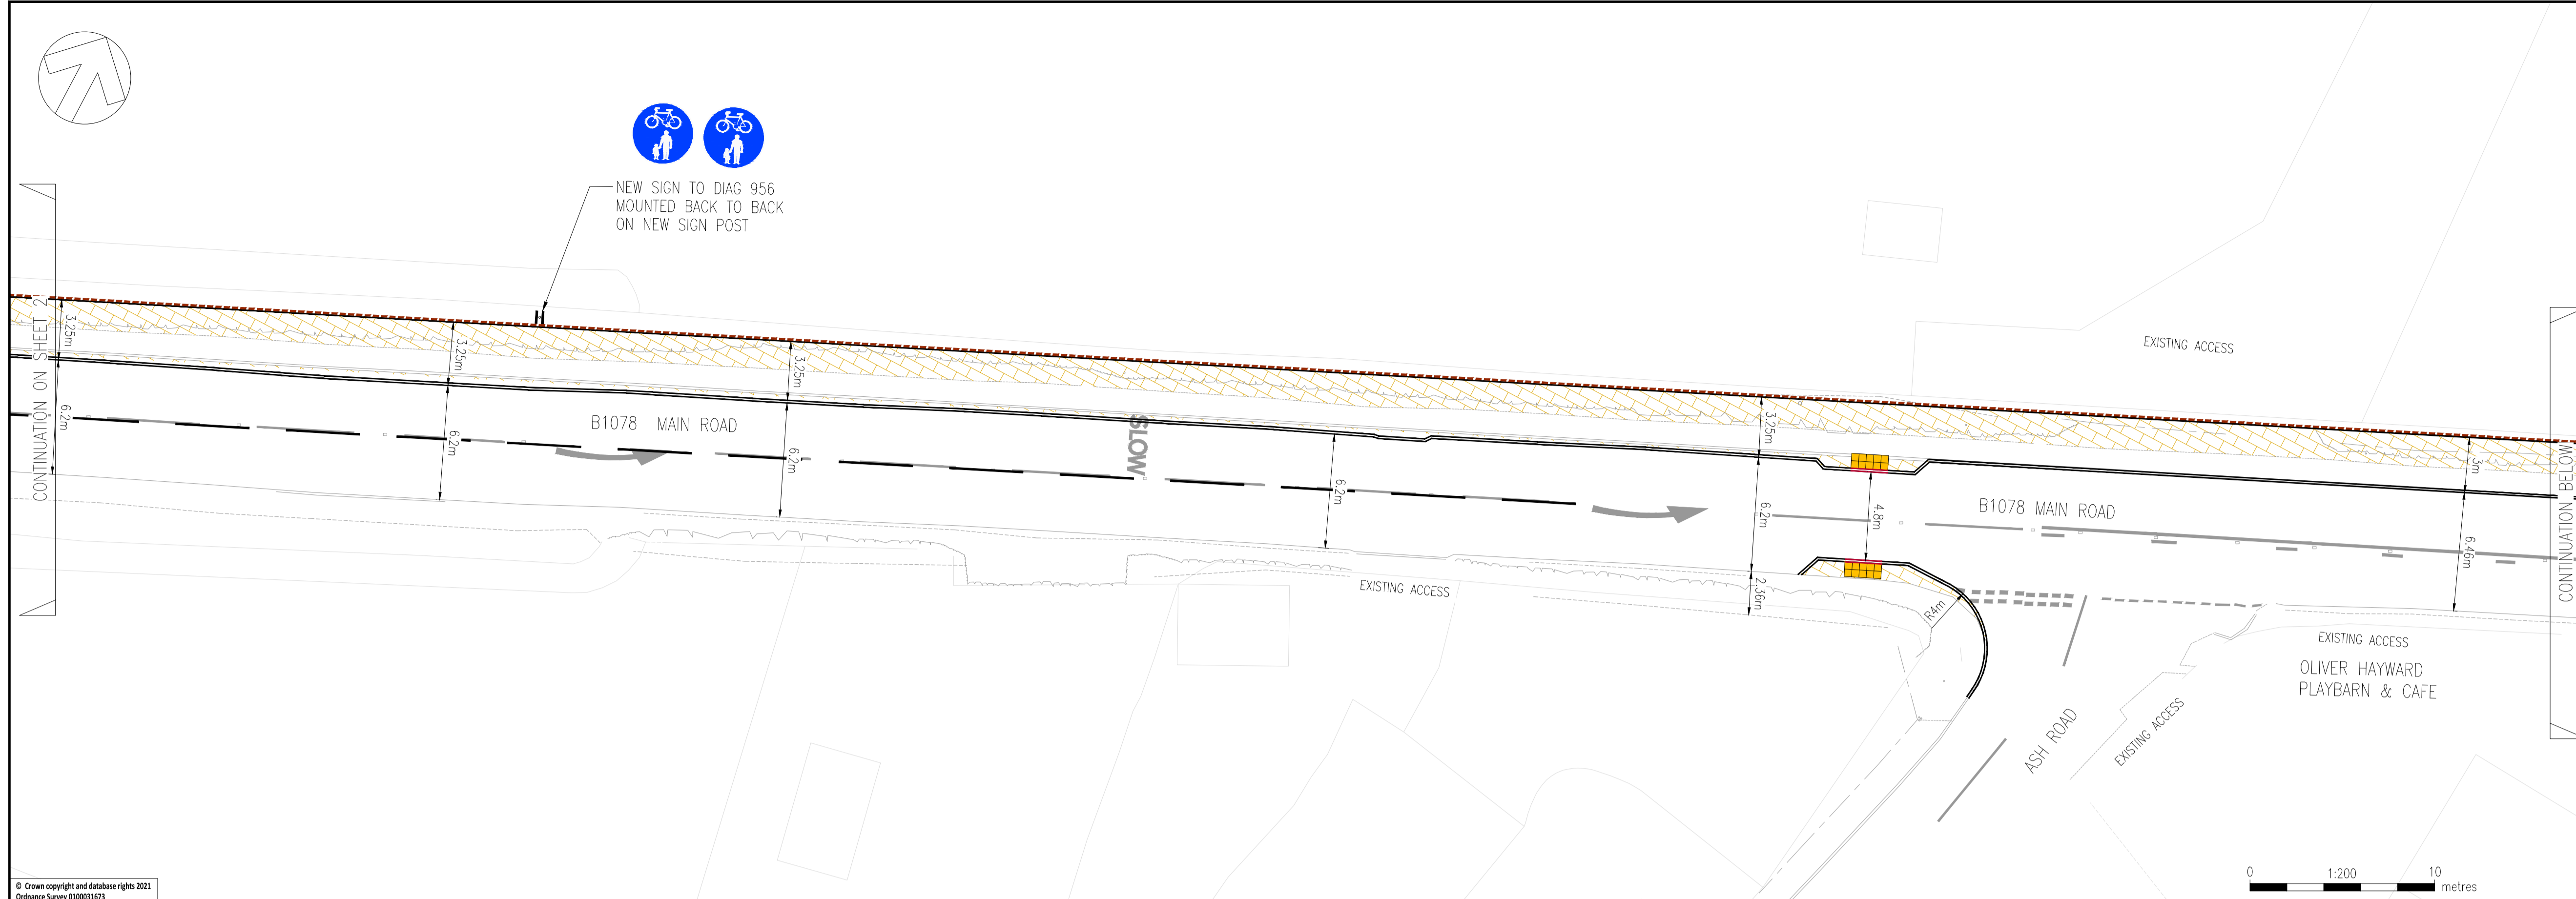 NEW SIGN TO DIAG 956
MOUNTED BACK TO BACK
ON NEW SIGN POST
CONTINUATION ON SHEET 2
3.25m
6.2m
3.25m
6.2m
3.25m
6.2m
B1078 MAIN ROAD
SLOW
6.2m
EXISTING ACCESS
3.25m
6.2m
2.36m
4.8m
R4m
B1078 MAIN ROAD
EXISTING ACCESS
3m
6.46m
CONTINUATION BELOW
EXISTING ACCESS
OLIVER HAYWARD
PLAYBARN & CAFE
ASH ROAD
EXISTING ACCESS
0 1:200 10
metres
© Crown copyright and database rights 2021
Ordnance Survey 0100031673